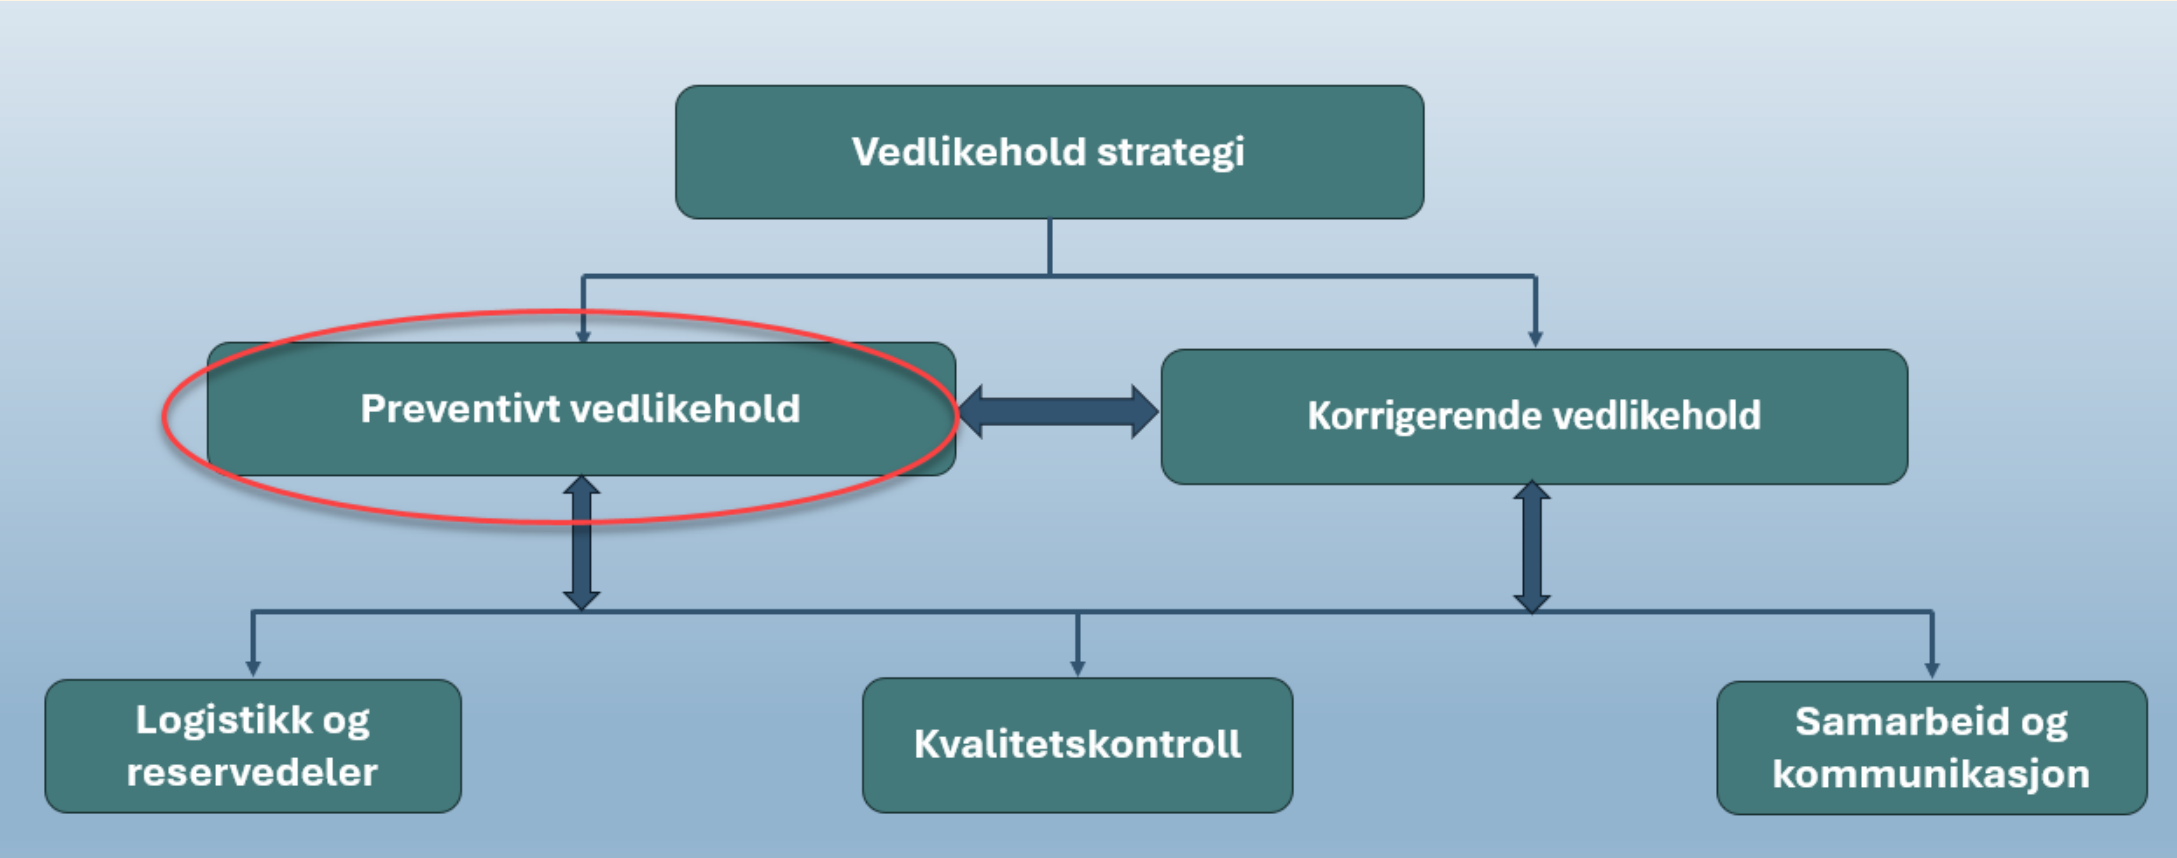 Vedlikehold strategi
Preventivt vedlikehold
Korrigerende vedlikehold
Logistikk og
reservedeler
Kvalitetskontroll
Samarbeid og
kommunikasjon